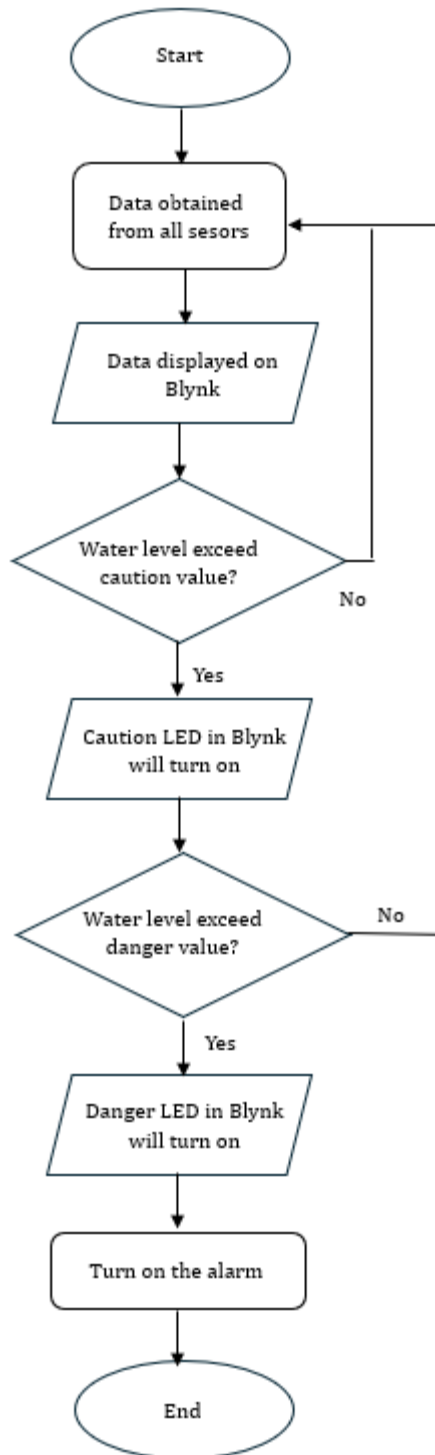 Start
Data obtained
from all sesors
Data displayed on
Blynk
Water level exceed
caution value?
No
Yes
Caution LED in Blynk
will turn on
Water level exceed
danger value?
No
Yes
Danger LED in Blynk
will turn on
Turn on the alarm
End